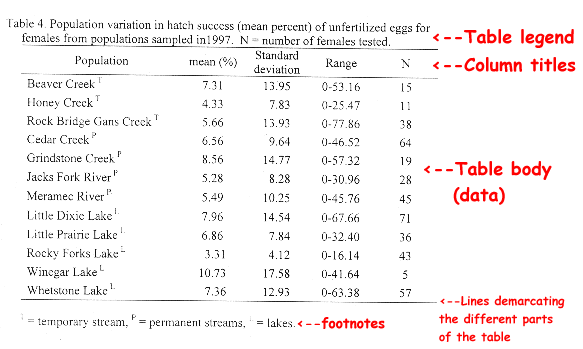 Table 4. Population variation in hatch success (mean percent) of unfertilized eggs for
females from populations sampled in1997. N = number of females tested. <--Table legend
Population mean (%) Standard deviation Range N <--Column titles
Beaver Creek T 7.31 13.95 0-53.16 15
Honey Creek T 4.33 7.83 0-25.47 11
Rock Bridge Gans Creek T 5.66 13.93 0-77.86 38
Cedar Creek P 6.56 9.64 0-46.52 64
Grindstone Creek P 8.56 14.77 0-57.32 19
Jacks Fork River P 5.28 8.28 0-30.96 28
Meramec River P 5.49 10.25 0-45.76 45
<--Table body
(data)
Little Dixie Lake L 7.96 14.54 0-67.66 71
Little Prairie Lake L 6.86 7.84 0-32.40 36
Rocky Forks Lake L 3.31 4.12 0-16.14 43
Winegar Lake L 10.73 17.58 0-41.64 5
Whetstone Lake L 7.36 12.93 0-63.38 57
<--Lines demarcating
the different parts
of the table
= temporary stream, P = permanent streams, L = lakes. <--footnotes